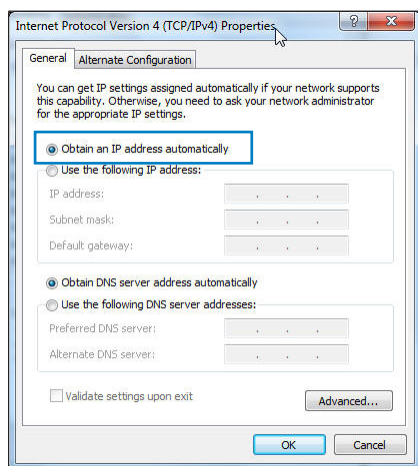 Internet Protocol Version 4 (TCP/IPv4) Properties
General
Alternate Configuration
You can get IP settings assigned automatically if your network supports
this capability. Otherwise, you need to ask your network administrator
for the appropriate IP settings.
Obtain an IP address automatically
Use the following IP address:
IP address:
Subnet mask:
Default gateway:
Obtain DNS server address automatically
Use the following DNS server addresses:
Preferred DNS server:
Alternate DNS server:
Validate settings upon exit
Advanced...
OK
Cancel